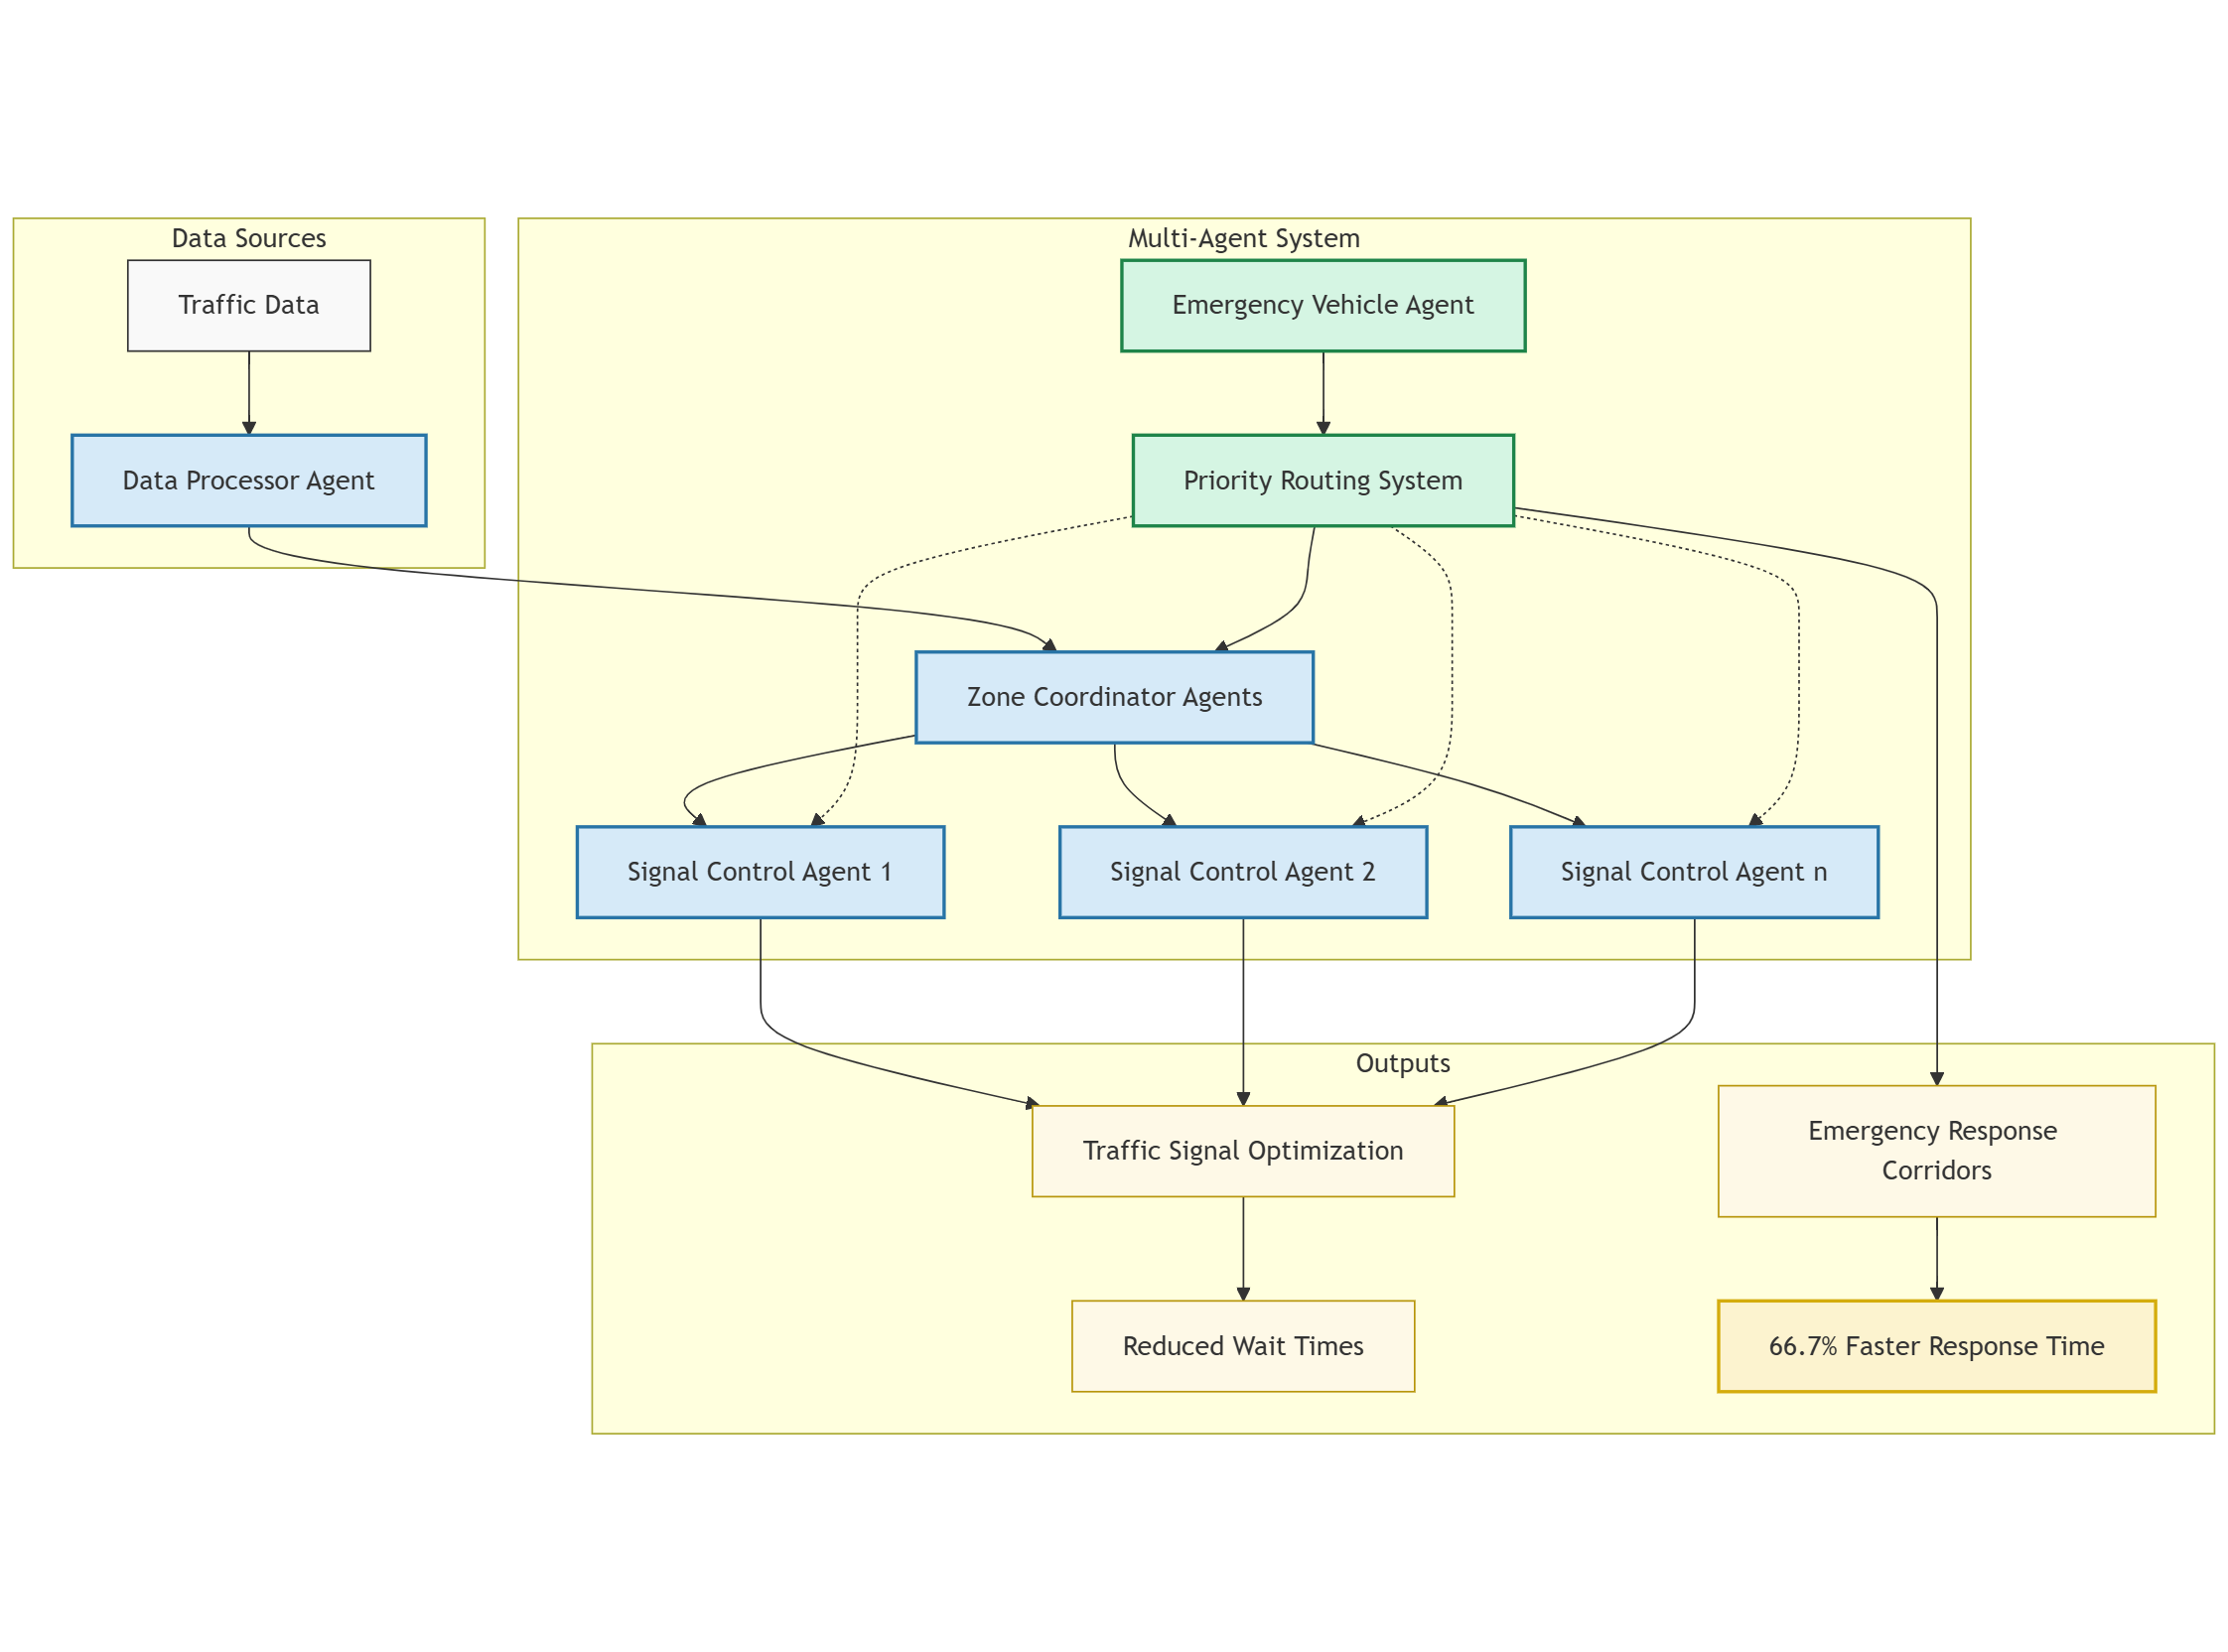 Data Sources
Traffic Data
Data Processor Agent
Multi-Agent System
Emergency Vehicle Agent
Priority Routing System
Zone Coordinator Agents
Signal Control Agent 1
Signal Control Agent 2
Signal Control Agent n
Outputs
Traffic Signal Optimization
Emergency Response
Corridors
Reduced Wait Times
66.7% Faster Response Time